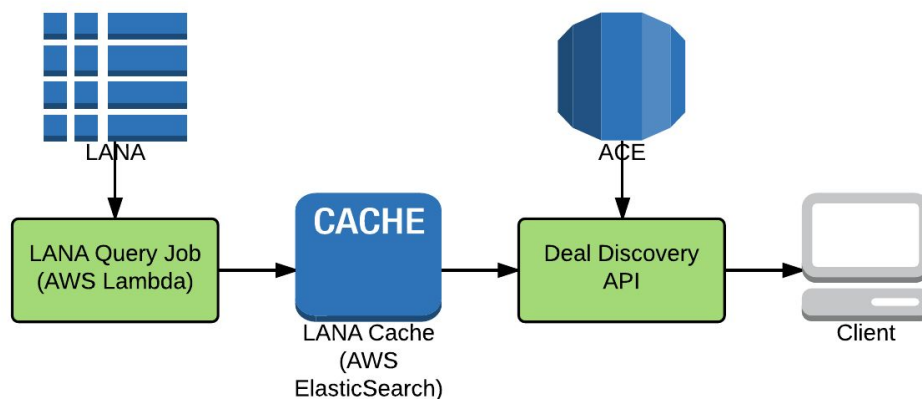 LANA
ACE
LANA Query Job
(AWS Lambda)
CACHE
LANA Cache
(AWS
ElasticSearch)
Deal Discovery
API
Client